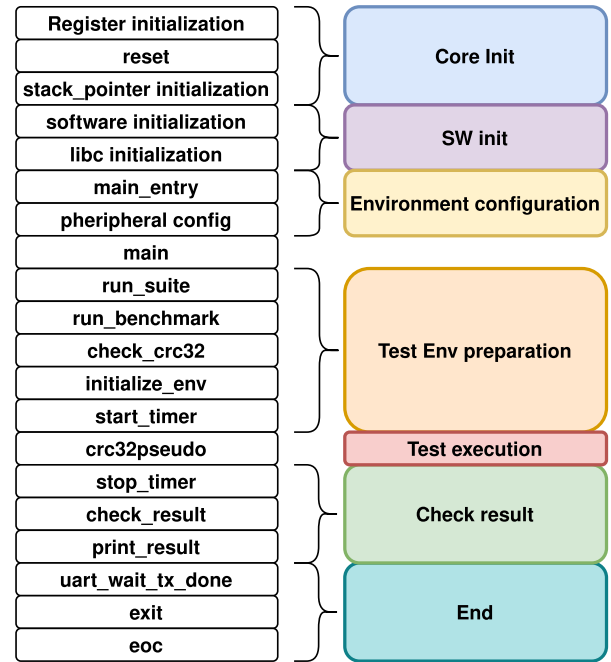 Register initialization
reset
stack_pointer initialization
software initialization
libc initialization
main_entry
pheripheral config
main
run_suite
run_benchmark
check_crc32
initialize_env
start_timer
crc32pseudo
stop_timer
check_result
print_result
uart_wait_tx_done
exit
eoc
Core Init
SW init
Environment configuration
Test Env preparation
Test execution
Check result
End